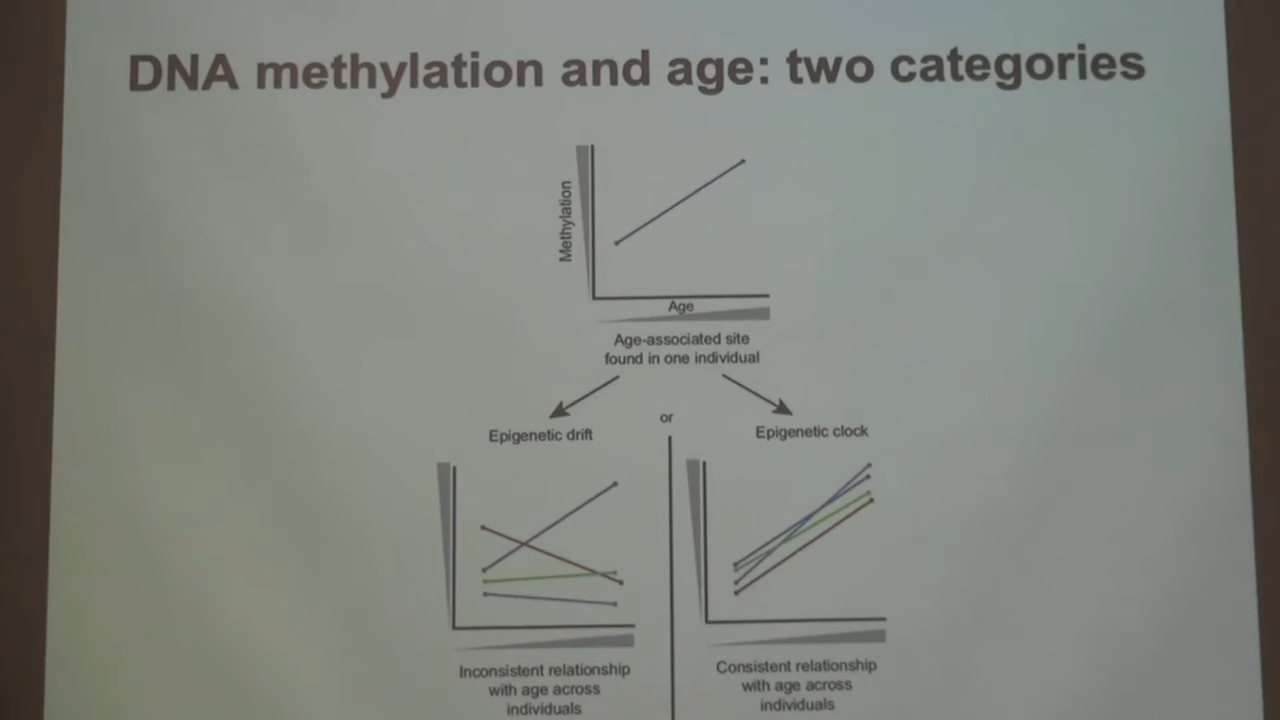 DNA methylation and age: two categories
Methylation
Age
Age-associated site
found in one individual
or
Epigenetic drift
Epigenetic clock
Inconsistent relationship
with age across
individuals
Consistent relationship
with age across
individuals